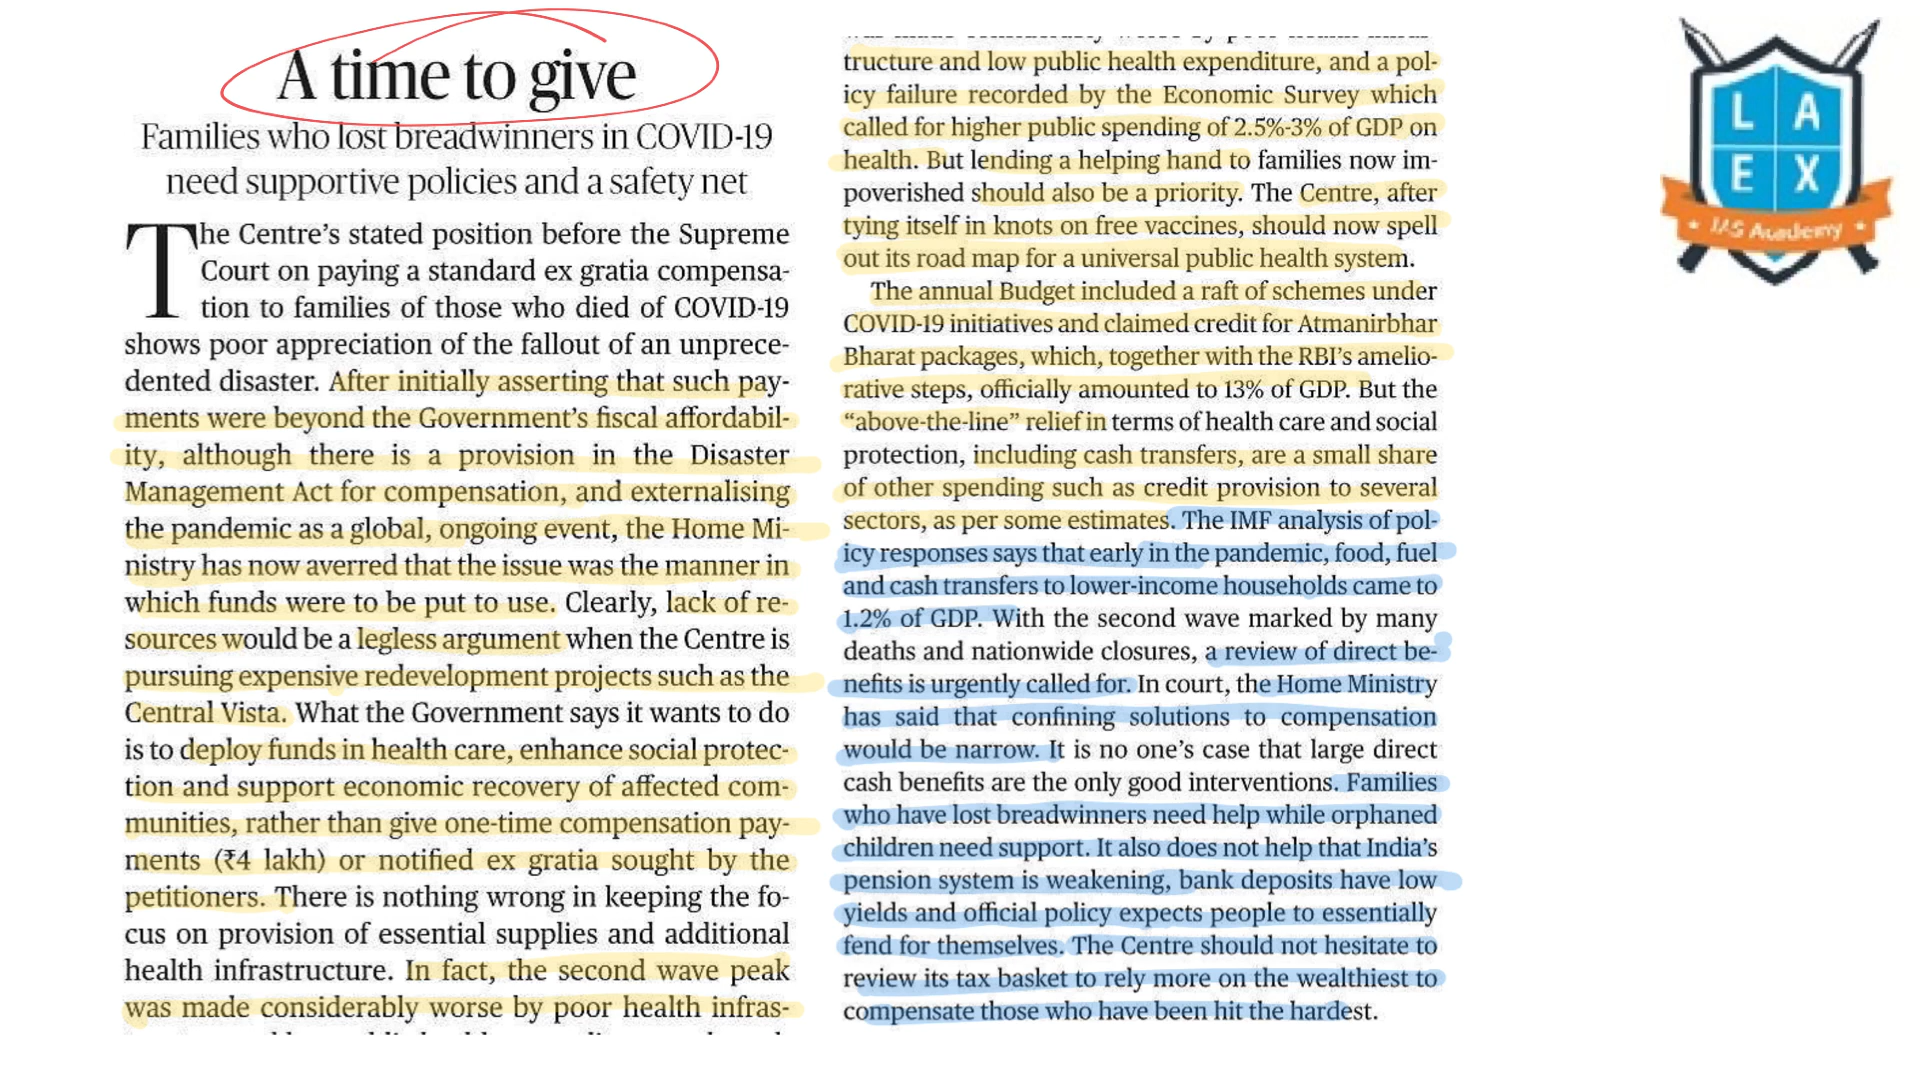 A time to give
Families who lost breadwinners in COVID-19
need supportive policies and a safety net
The Centre's stated position before the Supreme
Court on paying a standard ex gratia compensa-
tion to families of those who died of COVID-19
shows poor appreciation of the fallout of an unprece-
dented disaster. After initially asserting that such pay-
ments were beyond the Government's fiscal affordabil-
ity, although there is a provision in the Disaster
Management Act for compensation, and externalising
the pandemic as a global, ongoing event, the Home Mi-
nistry has now averred that the issue was the manner in
which funds were to be put to use. Clearly, lack of re-
sources would be a legless argument when the Centre is
pursuing expensive redevelopment projects such as the
Central Vista. What the Government says it wants to do
is to deploy funds in health care, enhance social protec-
tion and support economic recovery of affected com-
munities, rather than give one-time compensation pay-
ments (₹4 lakh) or notified ex gratia sought by the
petitioners. There is nothing wrong in keeping the fo-
cus on provision of essential supplies and additional
health infrastructure. In fact, the second wave peak
was made considerably worse by poor health infras-
tructure and low public health expenditure, and a pol-
icy failure recorded by the Economic Survey which
called for higher public spending of 2.5%-3% of GDP on
health. But lending a helping hand to families now im-
poverished should also be a priority. The Centre, after
tying itself in knots on free vaccines, should now spell
out its road map for a universal public health system.
The annual Budget included a raft of schemes under
COVID-19 initiatives and claimed credit for Atmanirbhar
Bharat packages, which, together with the RBI's amelio-
rative steps, officially amounted to 13% of GDP. But the
"above-the-line" relief in terms of health care and social
protection, including cash transfers, are a small share
of other spending such as credit provision to several
sectors, as per some estimates. The IMF analysis of pol-
icy responses says that early in the pandemic, food, fuel
and cash transfers to lower-income households came to
1.2% of GDP. With the second wave marked by many
deaths and nationwide closures, a review of direct be-
nefits is urgently called for. In court, the Home Ministry
has said that confining solutions to compensation
would be narrow. It is no one's case that large direct
cash benefits are the only good interventions. Families
who have lost breadwinners need help while orphaned
children need support. It also does not help that India's
pension system is weakening, bank deposits have low
yields and official policy expects people to essentially
fend for themselves. The Centre should not hesitate to
review its tax basket to rely more on the wealthiest to
compensate those who have been hit the hardest.
L A
E X
IAS Academy